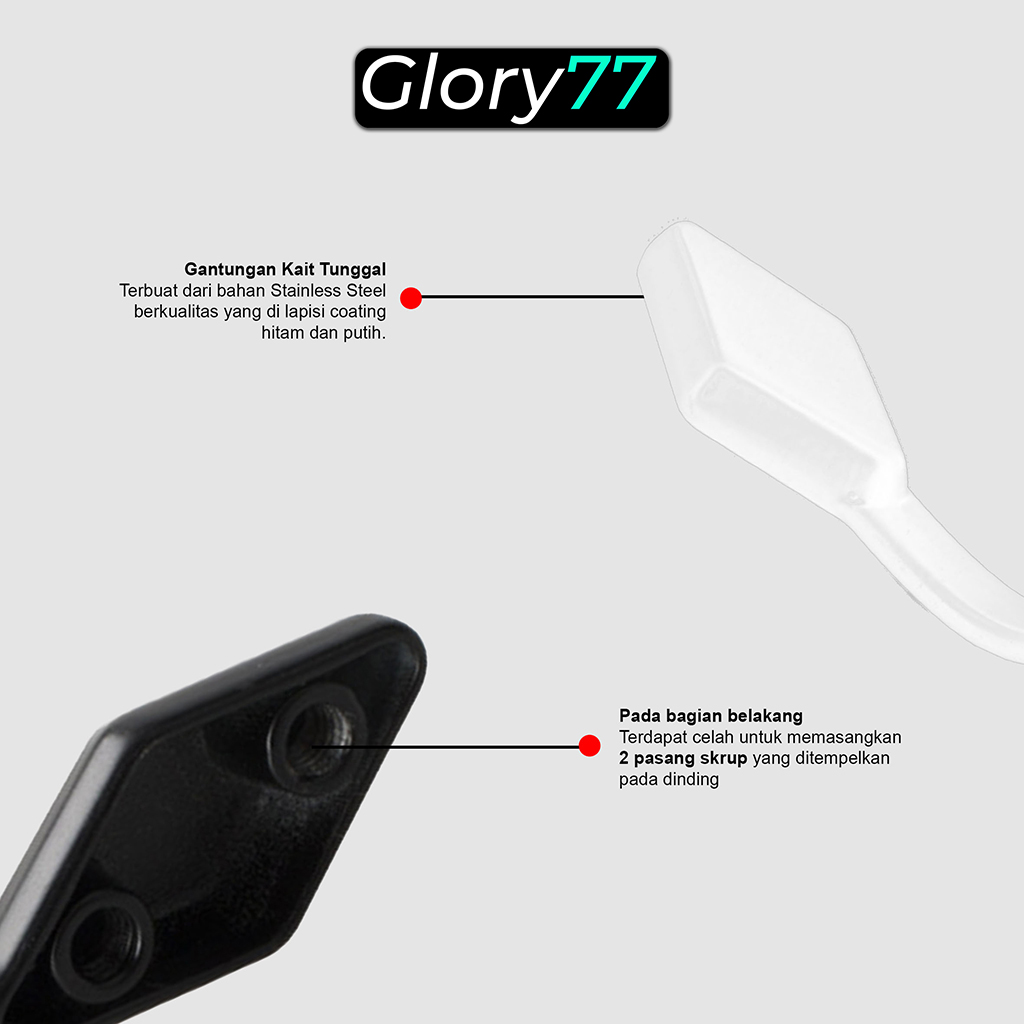 Glory77
Gantungan Kait Tunggal
Terbuat dari bahan Stainless Steel
berkualitas yang di lapisi coating
hitam dan putih.
Pada bagian belakang
Terdapat celah untuk memasangkan
2 pasang skrup yang ditempelkan
pada dinding